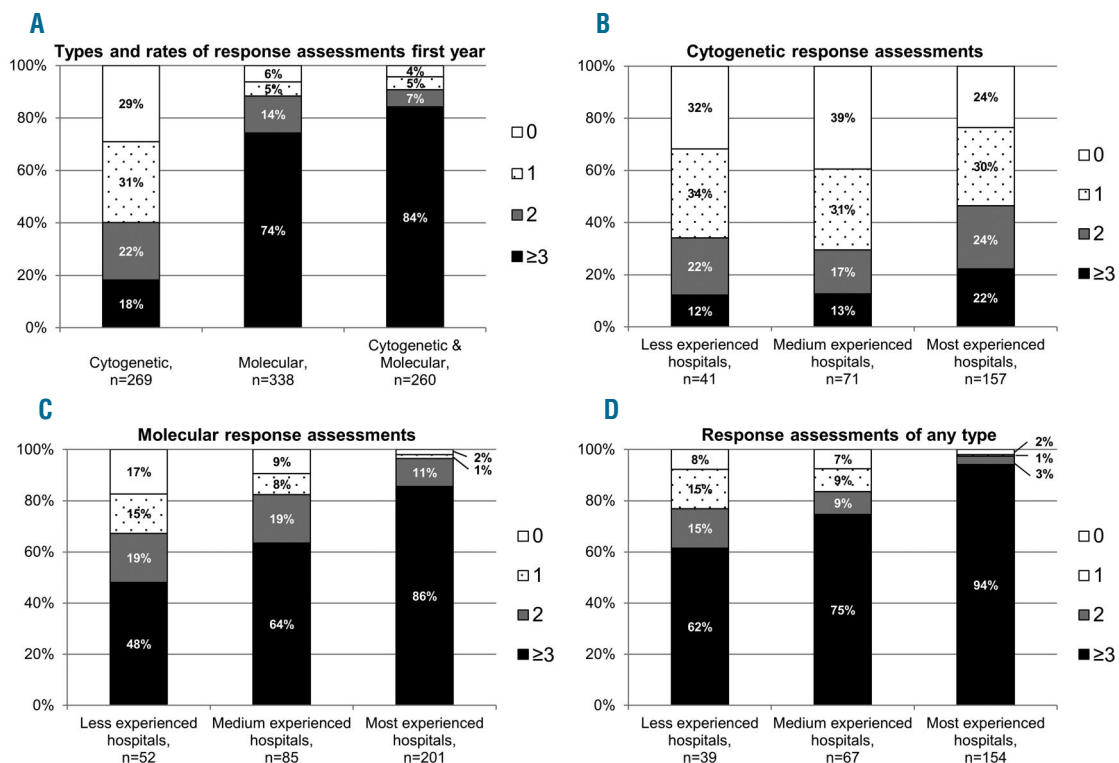 A
Types and rates of response assessments first year
100%
80%
60%
40%
20%
0%
29%
31%
22%
18%
6%
5%
14%
74%
4%
5%
7%
84%
0
1
2
≥3
Cytogenetic,
n=269
Molecular,
n=338
Cytogenetic &
Molecular,
n=260
B
Cytogenetic response assessments
100%
80%
60%
40%
20%
0%
32%
34%
22%
12%
39%
31%
17%
13%
24%
30%
24%
22%
0
1
2
≥3
Less experienced
hospitals,
n=41
Medium experienced
hospitals,
n=71
Most experienced
hospitals,
n=157
C
Molecular response assessments
100%
80%
60%
40%
20%
0%
17%
15%
19%
48%
9%
8%
19%
64%
2%
1%
11%
86%
0
1
2
≥3
Less experienced
hospitals,
n=52
Medium experienced
hospitals,
n=85
Most experienced
hospitals,
n=201
D
Response assessments of any type
100%
80%
60%
40%
20%
0%
8%
15%
15%
62%
7%
9%
9%
75%
2%
1%
3%
94%
0
1
2
≥3
Less experienced
hospitals,
n=39
Medium experienced
hospitals,
n=67
Most experienced
hospitals,
n=154